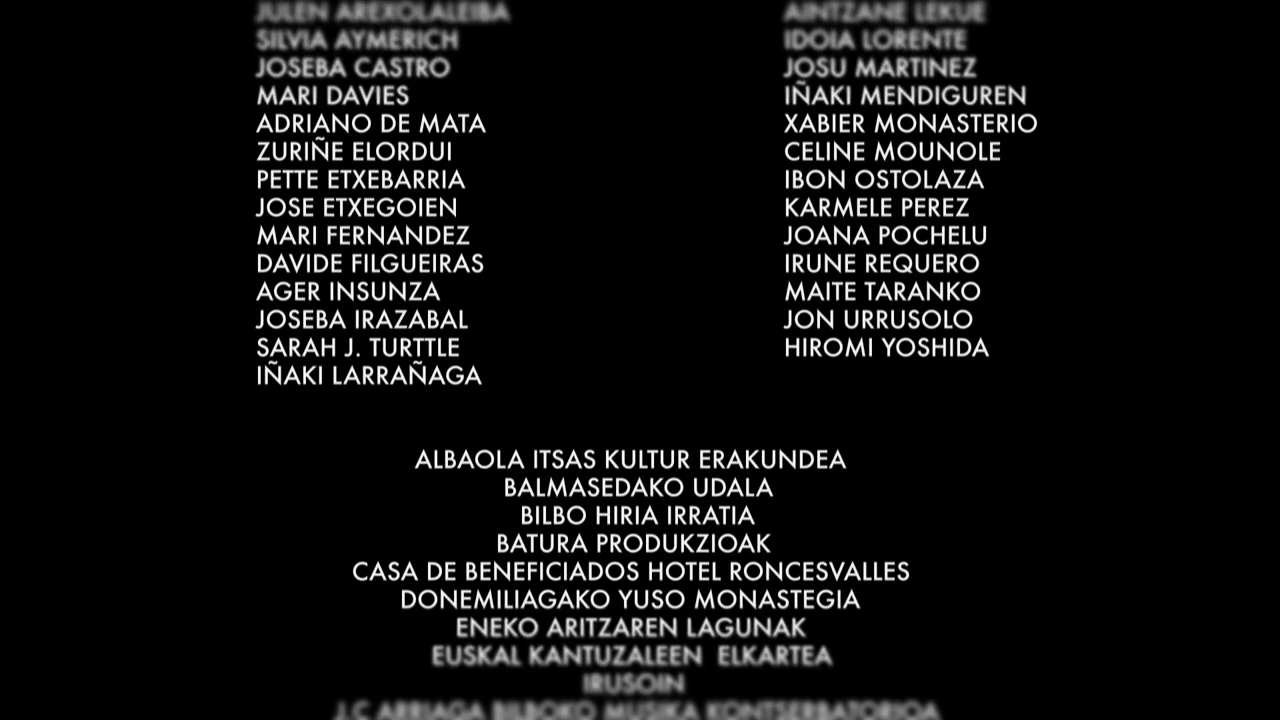 JULEN AREXOLALEIBA
SILVIA AYMERICH
JOSEBA CASTRO
MARI DAVIES
ADRIANO DE MATA
ZURIÑE ELORDUI
PETTE ETXEBARRIA
JOSE ETXEGOIEN
MARI FERNANDEZ
DAVIDE FILGUEIRAS
AGER INSUNZA
JOSEBA IRAZABAL
SARAH J. TURTTLE
IÑAKI LARRAÑAGA
AINTZANE LEKUE
IDOIA LORENTE
JOSU MARTINEZ
IÑAKI MENDIGUREN
XABIER MONASTERIO
CELINE MOUNOLE
IBON OSTOLAZA
KARMELE PEREZ
JOANA POCHELU
IRUNE REQUERO
MAITE TARANKO
JON URRUSOLO
HIROMI YOSHIDA
ALBAOLA ITSAS KULTUR ERAKUNDEA
BALMASEDAKO UDALA
BILBO HIRIA IRRATIA
BATURA PRODUKZIOAK
CASA DE BENEFICIADOS HOTEL RONCESVALLES
DONEMILIAGAKO YUSO MONASTEGIA
ENEKO ARITZAREN LAGUNAK
EUSKAL KANTUZALEEN ELKARTEA
IRUSOIN
J.C ARRIAGA BILBOKO MUSIKA KONTSERBATORIOA